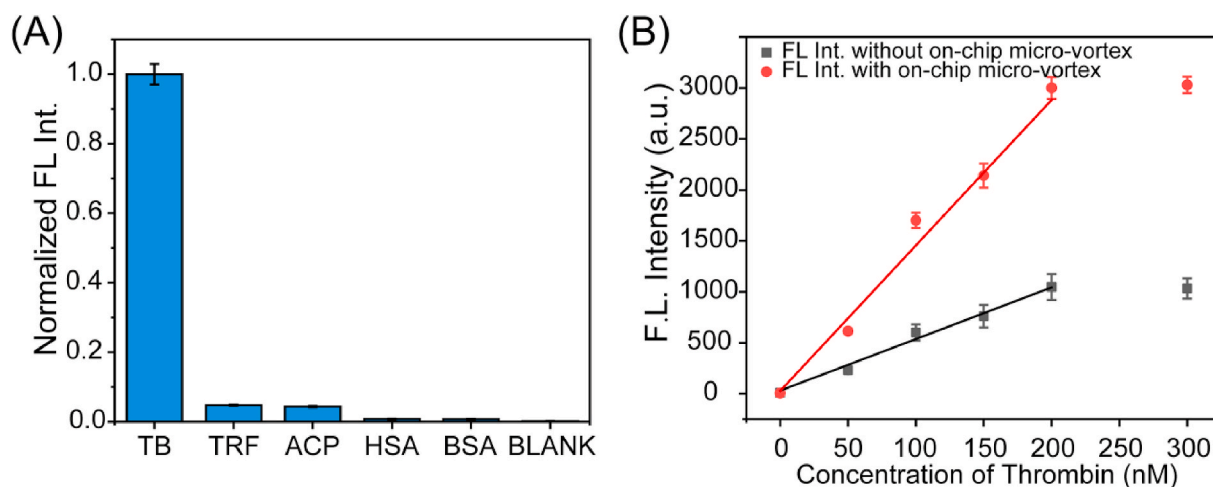 (A)
Normalized FL Int.
1.0
0.8
0.6
0.4
0.2
0.0
TB TRF ACP HSA BSA BLANK
(B)
FL Int. without on-chip micro-vortex
FL Int. with on-chip micro-vortex
F.L. Intensity (a.u.)
3000
2500
2000
1500
1000
500
0
0 50 100 150 200 250 300
Concentration of Thrombin (nM)